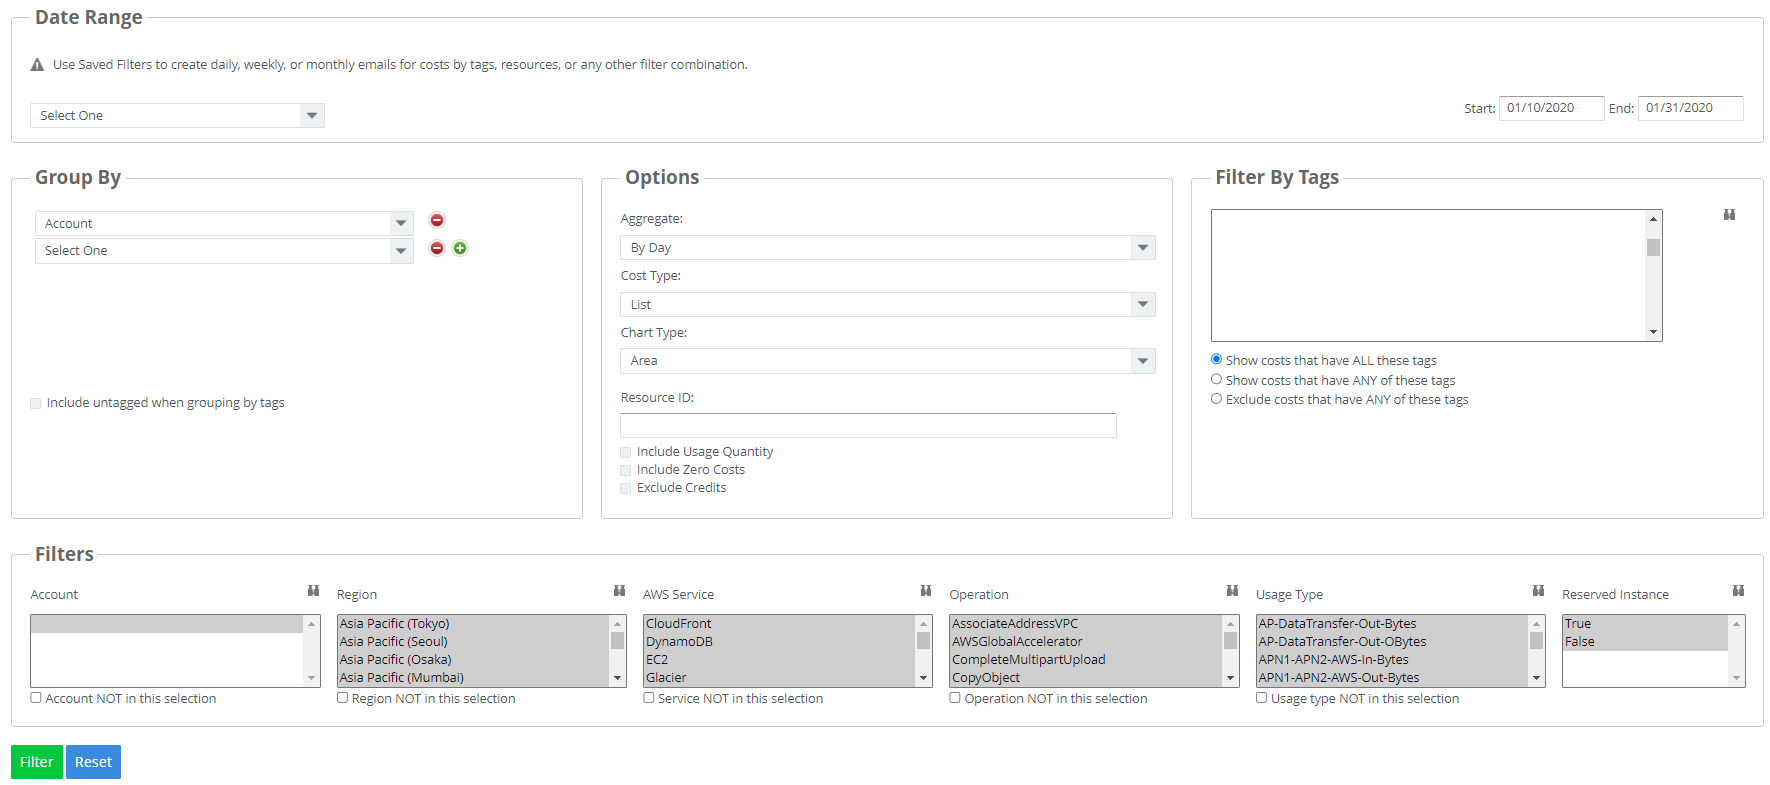 Date Range
Use Saved Filters to create daily, weekly, or monthly emails for costs by tags, resources, or any other filter combination.
Select One
Start: 01/10/2020 End: 01/31/2020
Group By
Account
Select One
Include untagged when grouping by tags
Options
Aggregate:
By Day
Cost Type:
List
Chart Type:
Area
Resource ID:
Include Usage Quantity
Include Zero Costs
Exclude Credits
Filter By Tags
Show costs that have ALL these tags
Show costs that have ANY of these tags
Exclude costs that have ANY of these tags
Filters
Account
Account NOT in this selection
Region
Asia Pacific (Tokyo)
Asia Pacific (Seoul)
Asia Pacific (Osaka)
Asia Pacific (Mumbai)
Region NOT in this selection
AWS Service
CloudFront
DynamoDB
EC2
Glacier
Service NOT in this selection
Operation
AssociateAddressVPC
AWSGlobalAccelerator
CompleteMultipartUpload
CopyObject
Operation NOT in this selection
Usage Type
AP-DataTransfer-Out-Bytes
AP-DataTransfer-Out-OBytes
APN1-APN2-AWS-In-Bytes
APN1-APN2-AWS-Out-Bytes
Usage type NOT in this selection
Reserved Instance
True
False
Filter
Reset